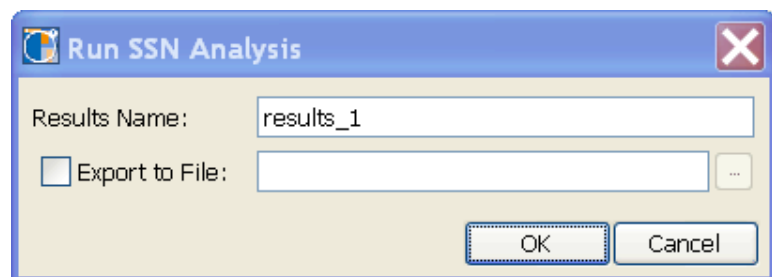 Run SSN Analysis
Results Name: results_1
Export to File: ...
OK Cancel